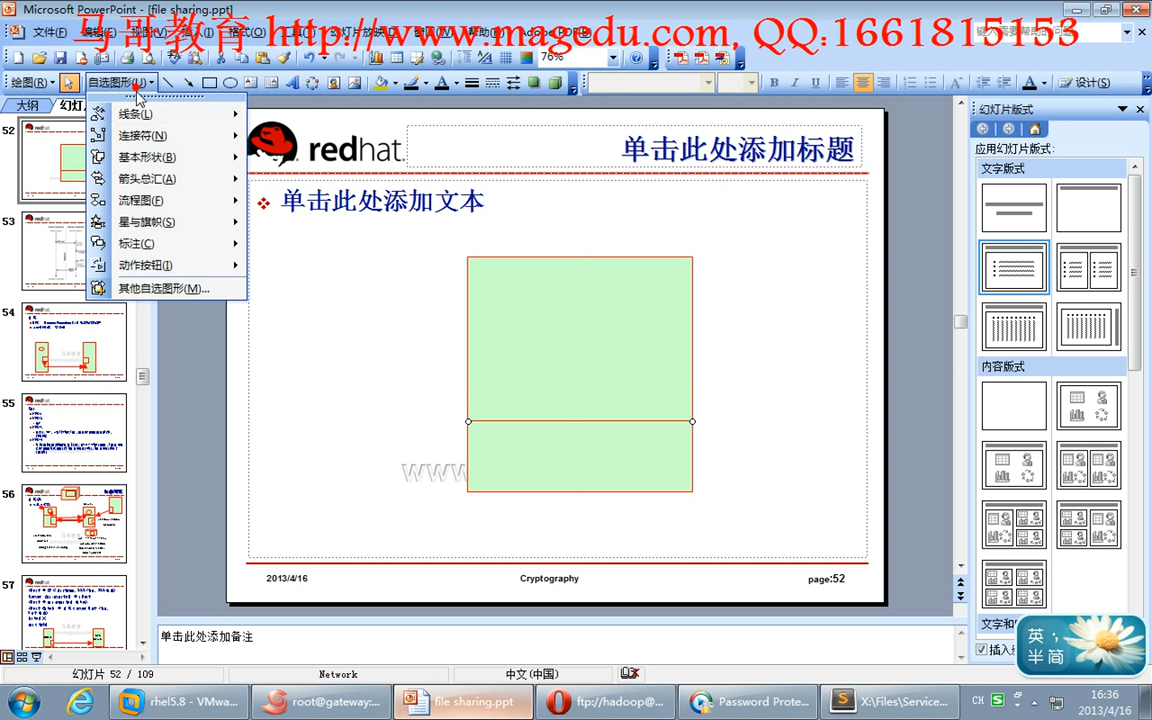 Microsoft PowerPoint - [file sharing.ppt]
马哥教育 http://www.magedu.com, QQ:1661815153
文件(F)
76%
绘图(R)
自选图形(U)
设计(S)
大纲
幻灯
线条(L)
连接符(N)
基本形状(B)
箭头总汇(A)
流程图(F)
星与旗帜(S)
标注(C)
动作按钮(I)
其他自选图形(M)...
52
53
54
55
56
57
redhat.
单击此处添加标题
单击此处添加文本
www
2013/4/16
Cryptography
page:52
单击此处添加备注
幻灯片版式
应用幻灯片版式:
文字版式
内容版式
英
半 简
幻灯片 52 / 109
Network
中文(中国)
rhel5.8 - VMwa...
root@gateway:...
file sharing.ppt
ftp://hadoop@...
Password Prote...
X:\Files\Service...
CH
16:36
2013/4/16